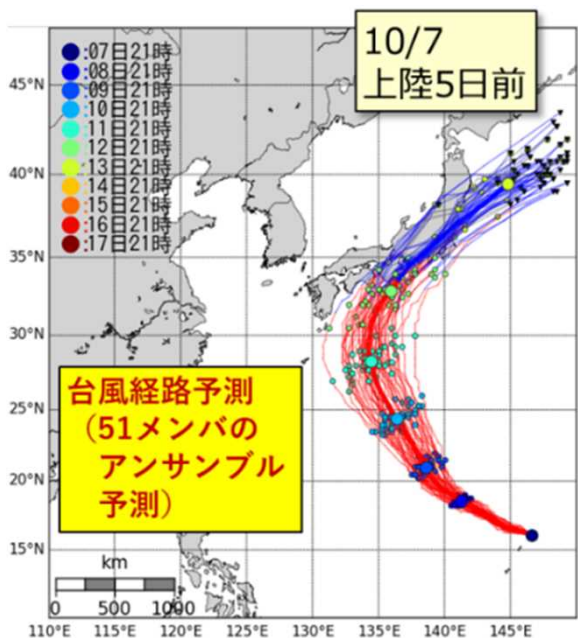 10/7
上陸5日前
:07日21時
:08日21時
:09日21時
:10日21時
:11日21時
:12日21時
:13日21時
:14日21時
:15日21時
:16日21時
:17日21時
45°N
40°N
35°N
30°N
25°N
20°N
15°N
台風経路予測
（51メンバの
アンサンブル
予測）
km
0 500 1000
110°E 115°E 120°E 125°E 130°E 135°E 140°E 145°E